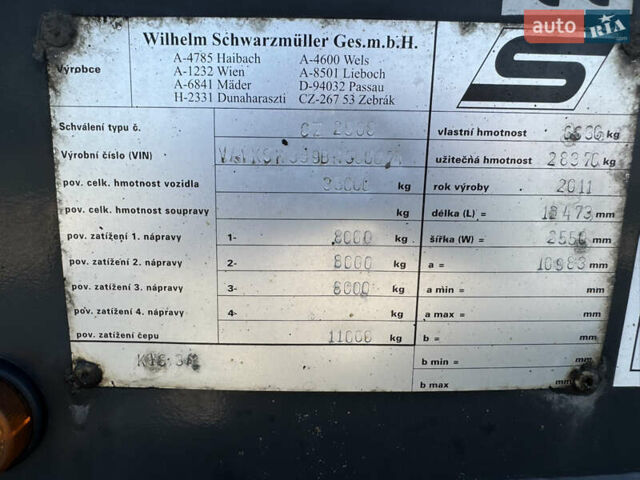 auto RIA
Wilhelm Schwarzmüller Ges.m.b.H.
Výrobce
A-4785 Haibach A-4600 Wels
A-1232 Wien A-8501 Lieboch
A-6841 Mäder D-94032 Passau
H-2331 Dunaharaszti CZ-267 53 Žebrák
S
Schválení typu č. CZ
Výrobní číslo (VIN)
pov. celk. hmotnost vozidla kg
pov. celk. hmotnost soupravy kg
pov. zatížení 1. nápravy 1- 8000 kg
pov. zatížení 2. nápravy 2- 8000 kg
pov. zatížení 3. nápravy 3- 8000 kg
pov. zatížení 4. nápravy 4- kg
pov. zatížení čepu 11000 kg
vlastní hmotnost kg
užitečná hmotnost 28370 kg
rok výroby 2011
délka (L) = mm
šířka (W) = 2550 mm
a = 10983 mm
a min = mm
a max = mm
b = mm
b min = mm
b max mm